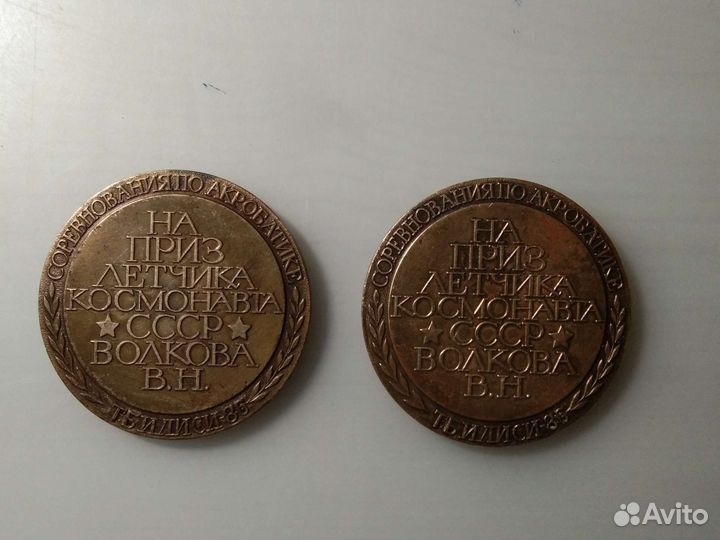 СОРЕВНОВАНИЯ ПО АКРОБАТИКЕ
НА
ПРИЗ
ЛЕТЧИКА
КОСМОНАВТА
СССР
ВОЛКОВА
В.Н.
ТБИЛИСИ-85
СОРЕВНОВАНИЯ ПО АКРОБАТИКЕ
НА
ПРИЗ
ЛЕТЧИКА
КОСМОНАВТА
СССР
ВОЛКОВА
В.Н.
ТБИЛИСИ-85
Avito